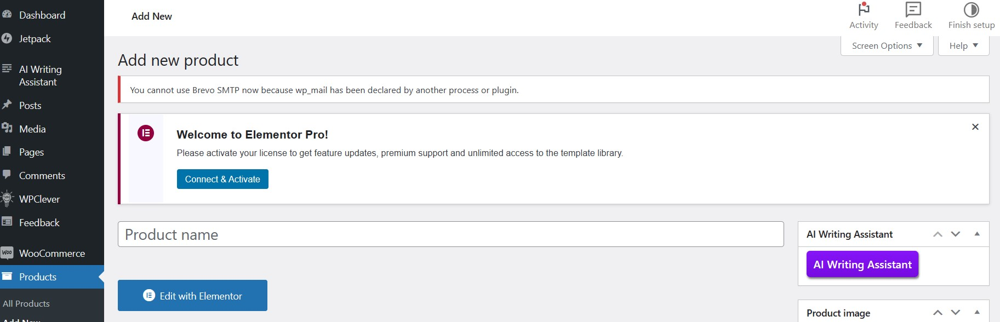 Dashboard
Jetpack
AI Writing
Assistant
Posts
Media
Pages
Comments
WPClever
Feedback
WooCommerce
Products
All Products
Add New
Add New
Activity
Feedback
Finish setup
Screen Options
Help
Add new product
You cannot use Brevo SMTP now because wp_mail has been declared by another process or plugin.
Welcome to Elementor Pro!
Please activate your license to get feature updates, premium support and unlimited access to the template library.
Connect & Activate
Product name
Edit with Elementor
AI Writing Assistant
AI Writing Assistant
Product image